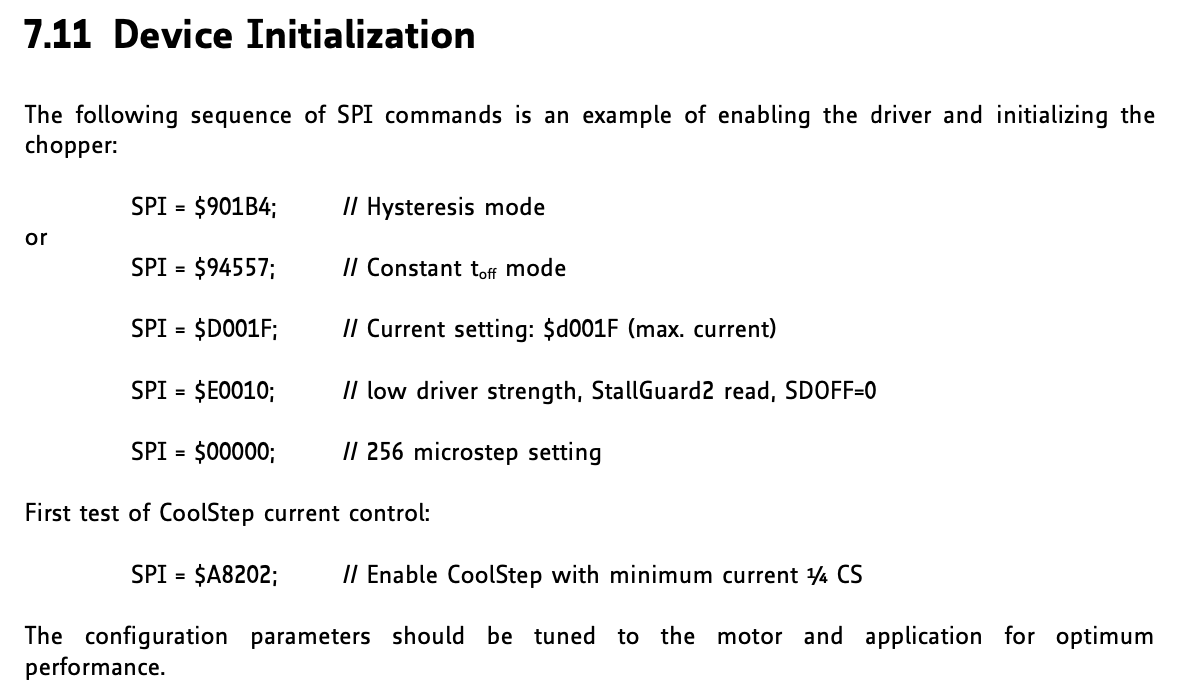 7.11 Device Initialization
The following sequence of SPI commands is an example of enabling the driver and initializing the
chopper:
SPI = $901B4; // Hysteresis mode
or
SPI = $94557; // Constant toff mode
SPI = $D001F; // Current setting: $d001F (max. current)
SPI = $E0010; // low driver strength, StallGuard2 read, SDOFF=0
SPI = $00000; // 256 microstep setting
First test of CoolStep current control:
SPI = $A8202; // Enable CoolStep with minimum current ¼ CS
The configuration parameters should be tuned to the motor and application for optimum
performance.